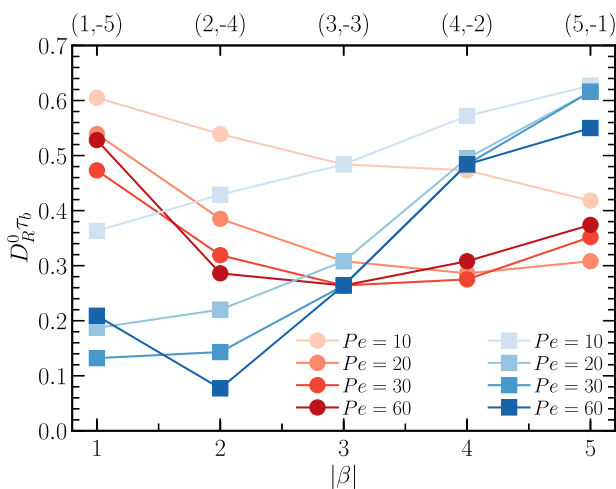 (1,-5) (2,-4) (3,-3) (4,-2) (5,-1)
0.7
0.6
0.5
0.4
0.3
0.2
0.1
0.0
$D_R^0 \tau_b$
Pe = 10 Pe = 10
Pe = 20 Pe = 20
Pe = 30 Pe = 30
Pe = 60 Pe = 60
1 2 3 4 5
|β|